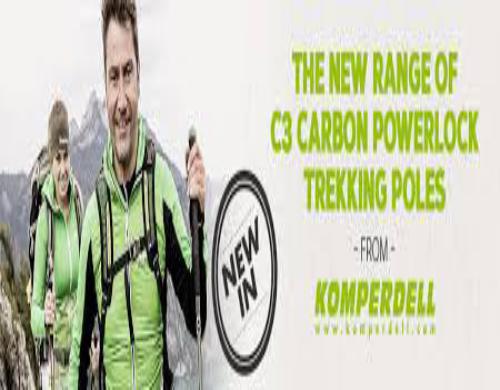 THE NEW RANGE OF
C3 CARBON POWERLOCK
TREKKING POLES
- FROM -
KOMPERDELL
www.komperdell.com
NEW
IN